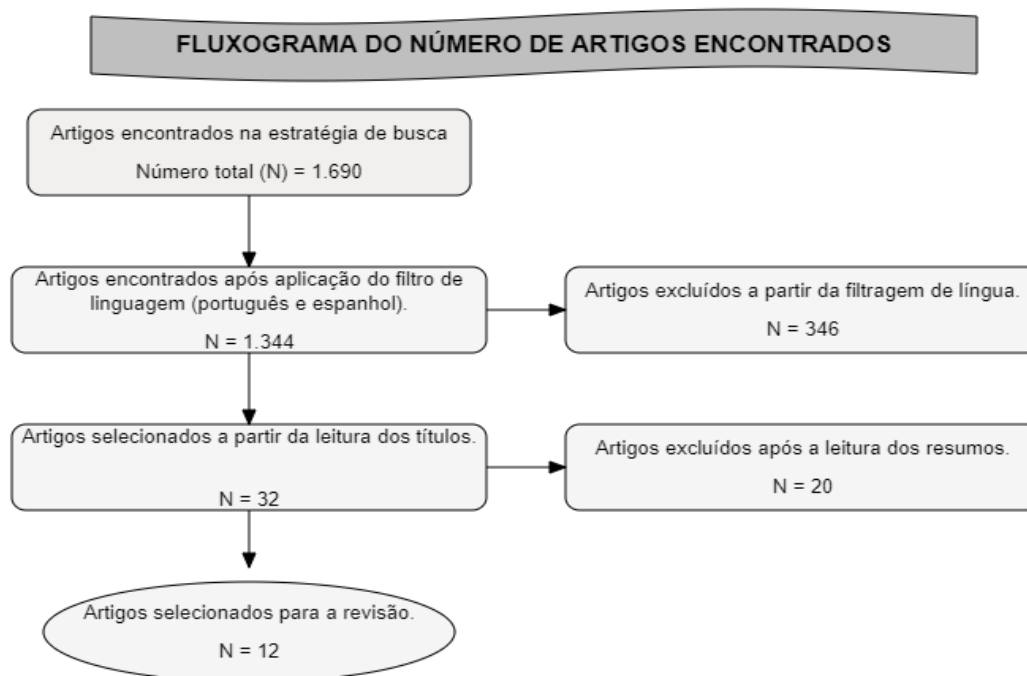 FLUXOGRAMA DO NÚMERO DE ARTIGOS ENCONTRADOS
Artigos encontrados na estratégia de busca
Número total (N) = 1.690
Artigos encontrados após aplicação do filtro de
linguagem (português e espanhol).
N = 1.344
Artigos excluídos a partir da filtragem de língua.
N = 346
Artigos selecionados a partir da leitura dos títulos.
N = 32
Artigos excluídos após a leitura dos resumos.
N = 20
Artigos selecionados para a revisão.
N = 12